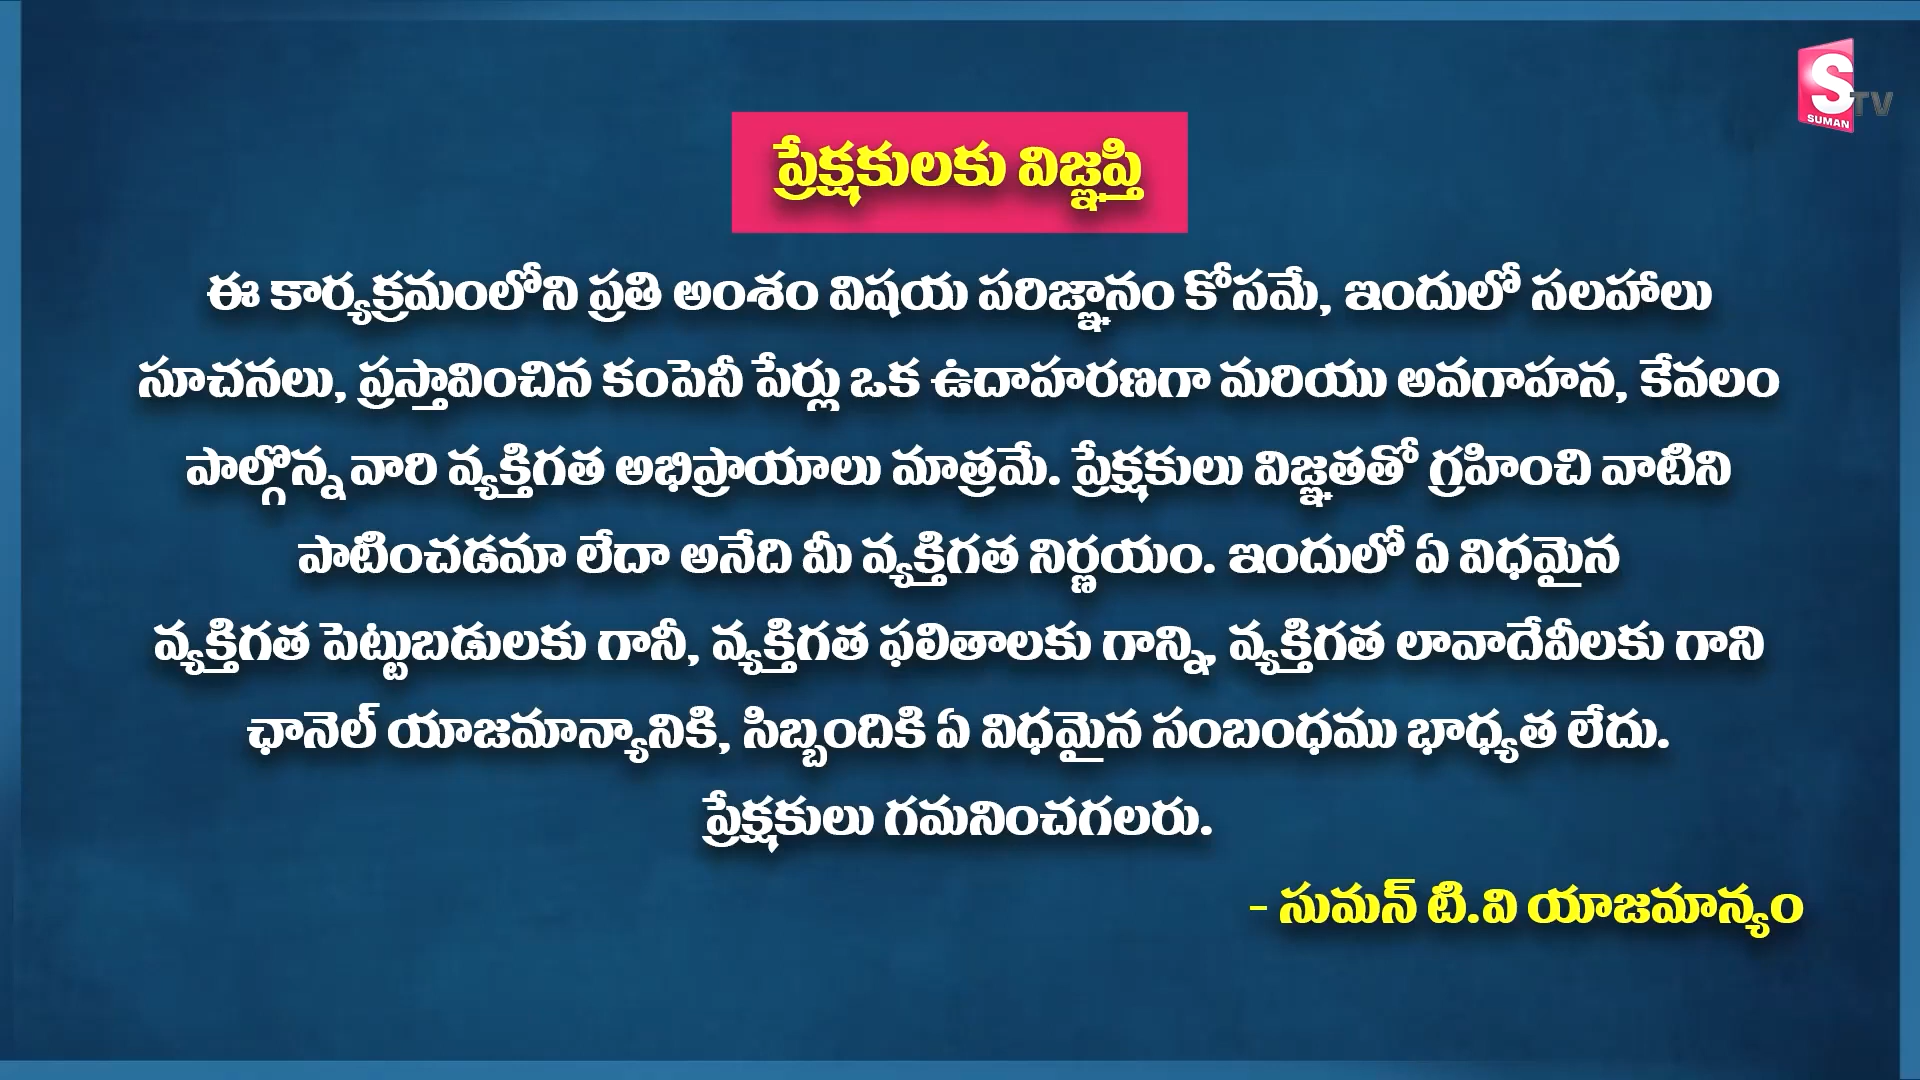 S
SUMAN
TV
ప్రేక్షకులకు విజ్ఞప్తి
ఈ కార్యక్రమంలోని ప్రతి అంశం విషయ పరిజ్ఞానం కోసమే, ఇందులో సలహాలు
సూచనలు, ప్రస్తావించిన కంపెనీ పేర్లు ఒక ఉదాహరణగా మరియు అవగాహన, కేవలం
పాల్గొన్న వారి వ్యక్తిగత అభిప్రాయాలు మాత్రమే. ప్రేక్షకులు విజ్ఞతతో గ్రహించి వాటిని
పాటించడమా లేదా అనేది మీ వ్యక్తిగత నిర్ణయం. ఇందులో ఏ విధమైన
వ్యక్తిగత పెట్టుబడులకు గానీ, వ్యక్తిగత ఫలితాలకు గాన్ని, వ్యక్తిగత లావాదేవీలకు గాని
ఛానెల్ యాజమాన్యానికి, సిబ్బందికి ఏ విధమైన సంబంధము భాధ్యత లేదు.
ప్రేక్షకులు గమనించగలరు.
- సుమన్ టి.వి యాజమాన్యం